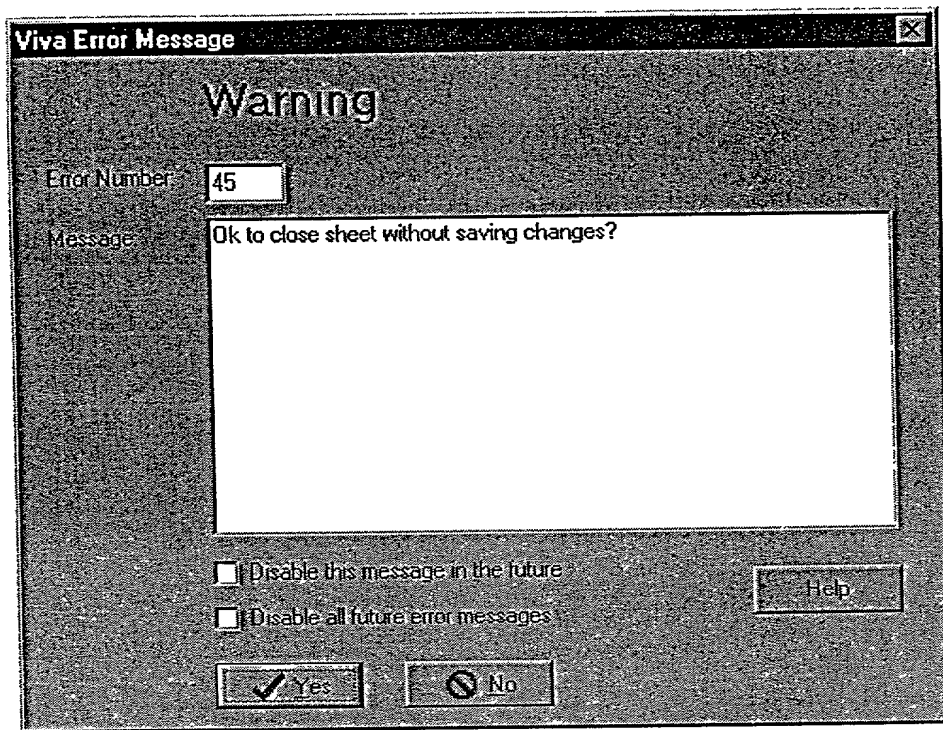 Viva Error Message
Warning
Error Number: 45
Message: Ok to close sheet without saving changes?
Disable this message in the future
Help
Disable all future error messages
Yes No